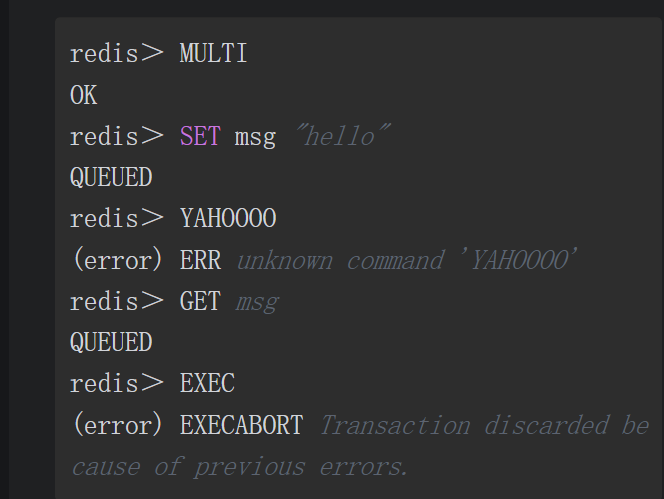 redis> MULTI
OK
redis> SET msg "hello"
QUEUED
redis> YAHOOOO
(error) ERR unknown command 'YAHOOOO'
redis> GET msg
QUEUED
redis> EXEC
(error) EXECABORT Transaction discarded be
cause of previous errors.